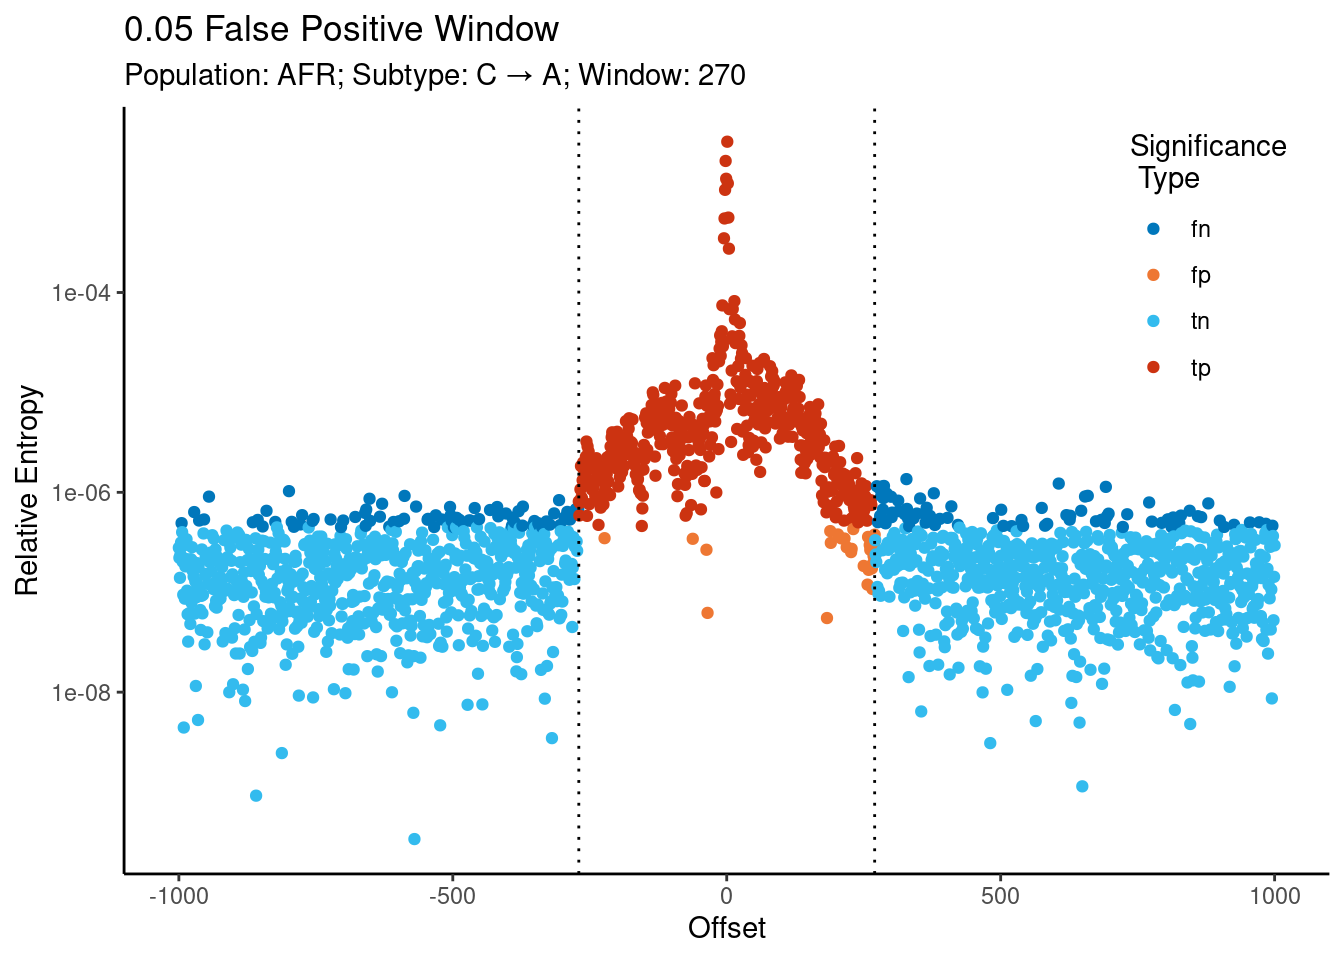 0.05 False Positive Window
Population: AFR; Subtype: C → A; Window: 270
Significance
Type
fn
fp
tn
tp
Relative Entropy
1e-04
1e-06
1e-08
-1000
-500
0
500
1000
Offset